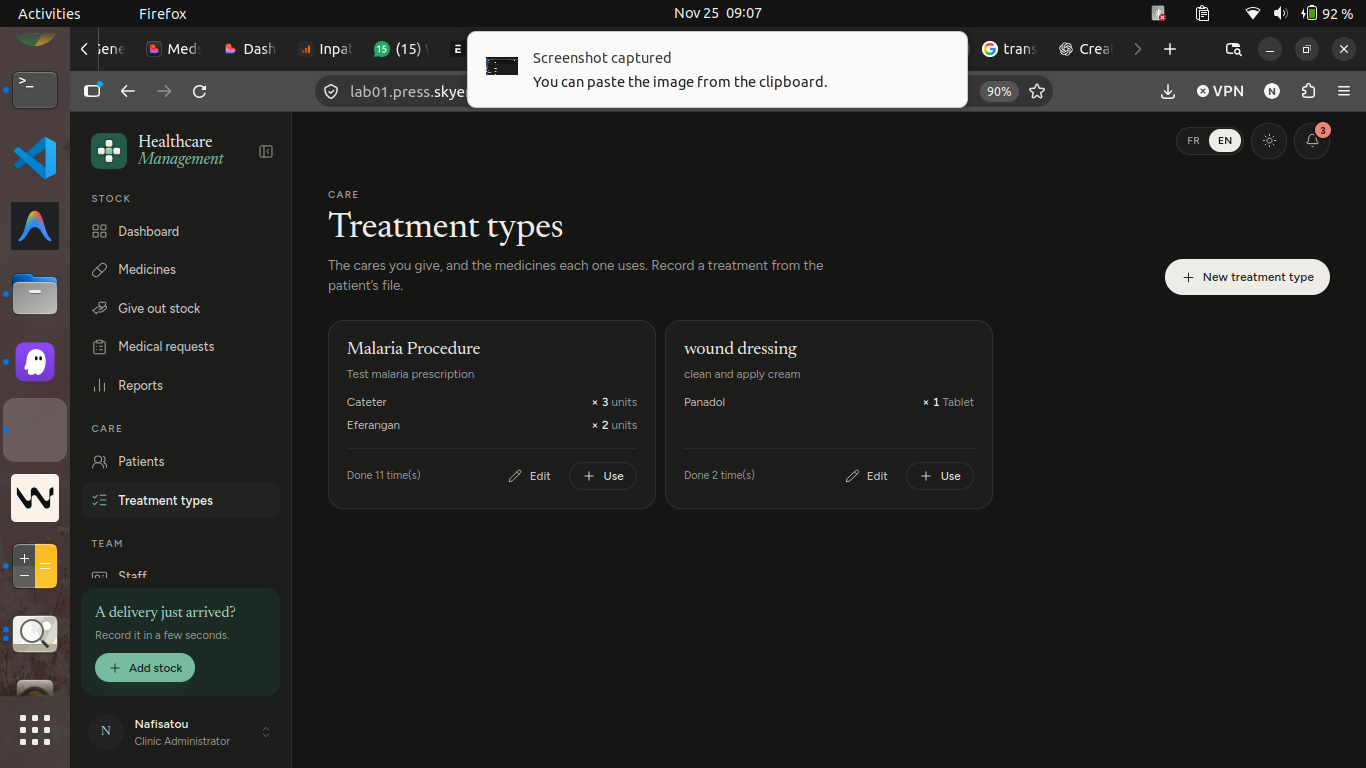 Activities
Firefox
Nov 25 09:07
92 %
Meds
Dash
Inpat
15
(15)
E
G
trans
Crea
Screenshot captured
You can paste the image from the clipboard.
lab01.press.skye
90%
VPN
N
Healthcare
Management
FR
EN
3
STOCK
Dashboard
Medicines
Give out stock
Medical requests
Reports
CARE
Patients
Treatment types
TEAM
Staff
A delivery just arrived?
Record it in a few seconds.
+ Add stock
N
Nafisatou
Clinic Administrator
CARE
Treatment types
The cares you give, and the medicines each one uses. Record a treatment from the
patient's file.
+ New treatment type
Malaria Procedure
Test malaria prescription
Cateter × 3 units
Eferangan × 2 units
Done 11 time(s) Edit + Use
wound dressing
clean and apply cream
Panadol × 1 Tablet
Done 2 time(s) Edit + Use